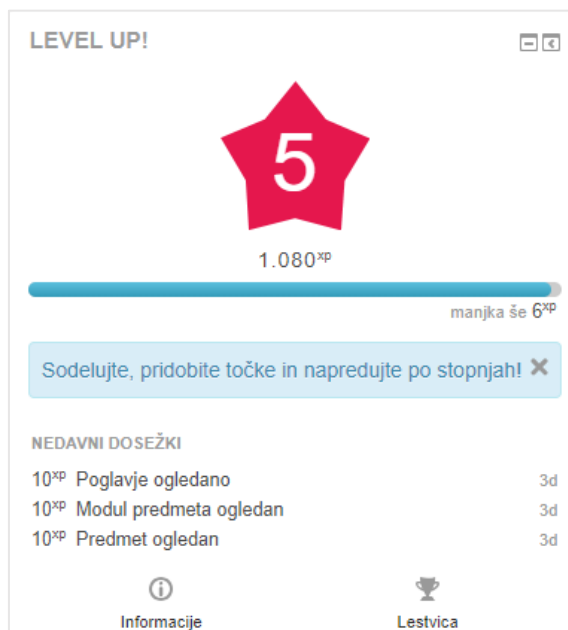 LEVEL UP!
5
1.080xp
manjka še 6xp
Sodelujte, pridobite točke in napredujte po stopnjah!
NEDAVNI DOSEŽKI
10xp Poglavje ogledano 3d
10xp Modul predmeta ogledan 3d
10xp Predmet ogledan 3d
Informacije Lestvica